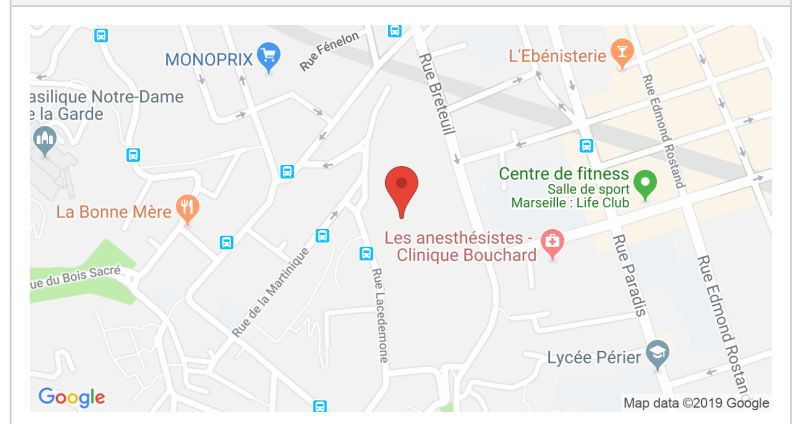 MONOPRIX
Rue Fénelon
L'Ebénisterie
Rue Breteuil
Rue Edmond Rostand
asilique Notre-Dame
e la Garde
Centre de fitness
Salle de sport
Marseille : Life Club
La Bonne Mère
Les anesthésistes -
Clinique Bouchard
ue du Bois Sacré
Rue de la Martinique
Rue Lacedemone
Rue Paradis
Rue Edmond Rostand
Lycée Périer
Google
Map data ©2019 Google